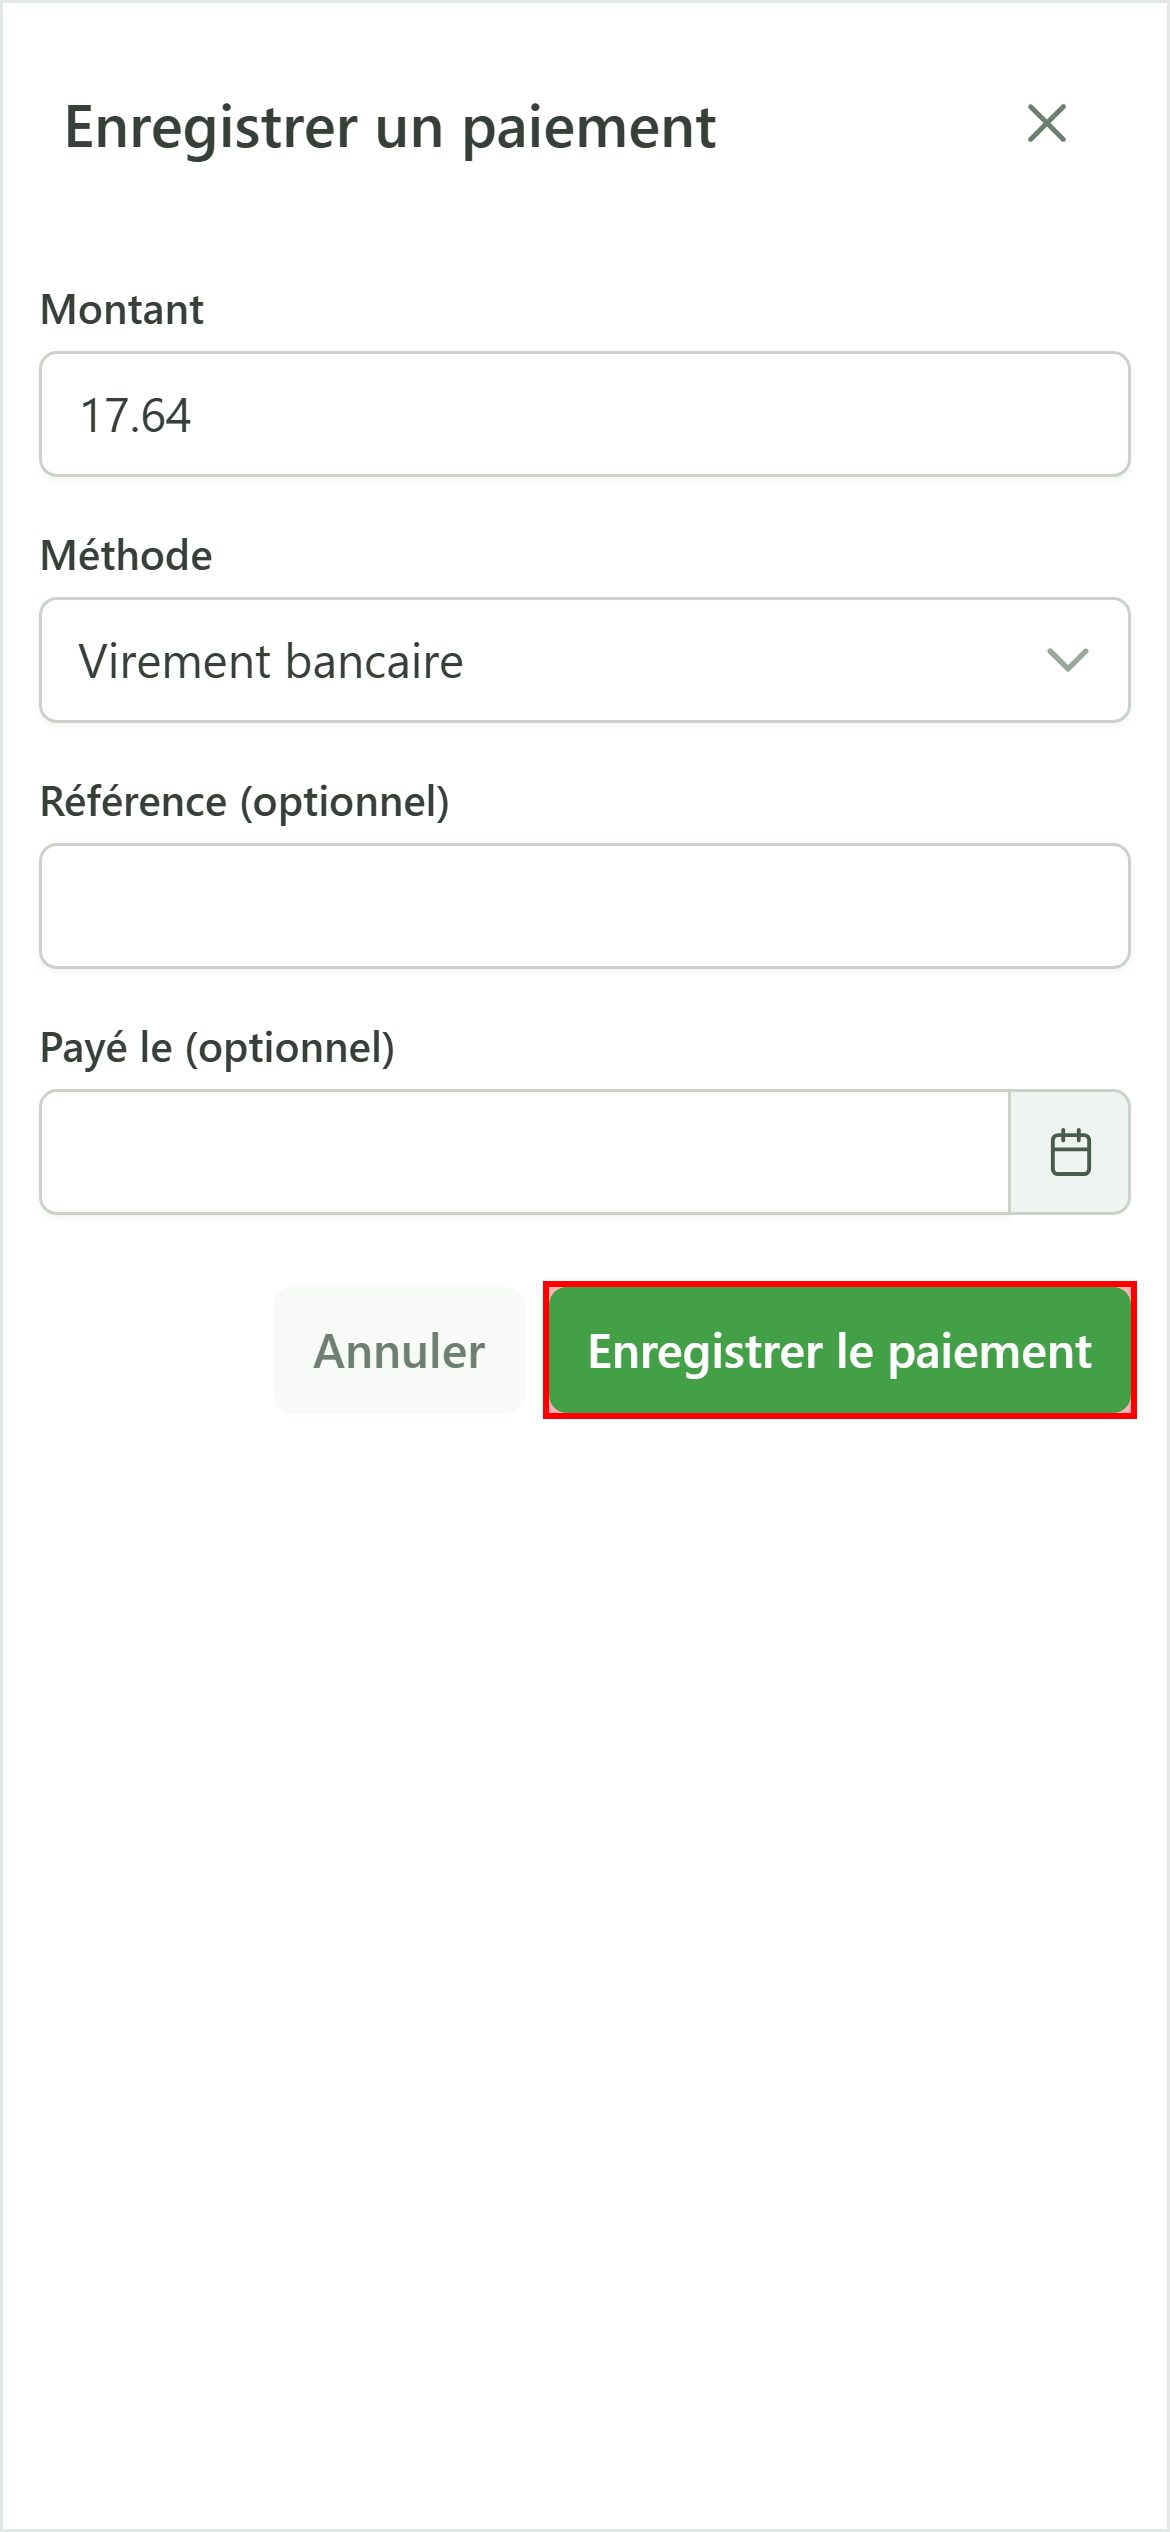 Enregistrer un paiement
Montant
17.64
Méthode
Virement bancaire
Référence (optionnel)
Payé le (optionnel)
Annuler
Enregistrer le paiement